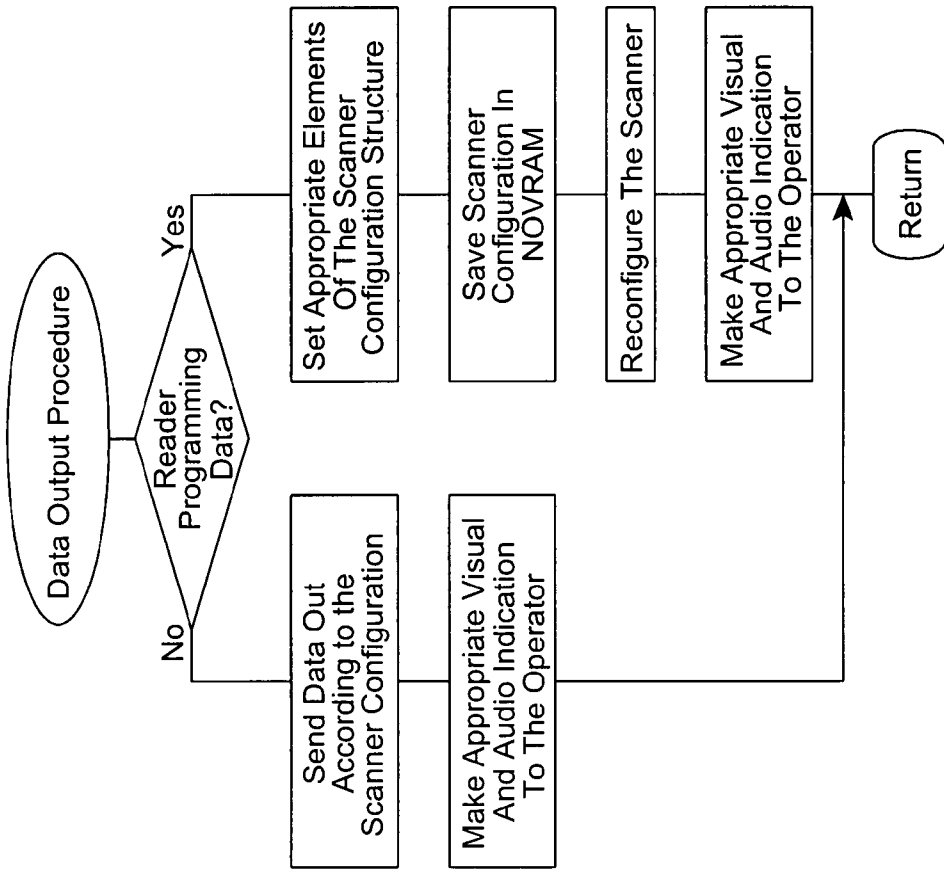 Data Output Procedure
Reader
Programming
Data?
No
Yes
Send Data Out
According to the
Scanner Configuration
Make Appropriate Visual
And Audio Indication
To The Operator
Set Appropriate Elements
Of The Scanner
Configuration Structure
Save Scanner
Configuration In
NOVRAM
Reconfigure The Scanner
Make Appropriate Visual
And Audio Indication
To The Operator
Return